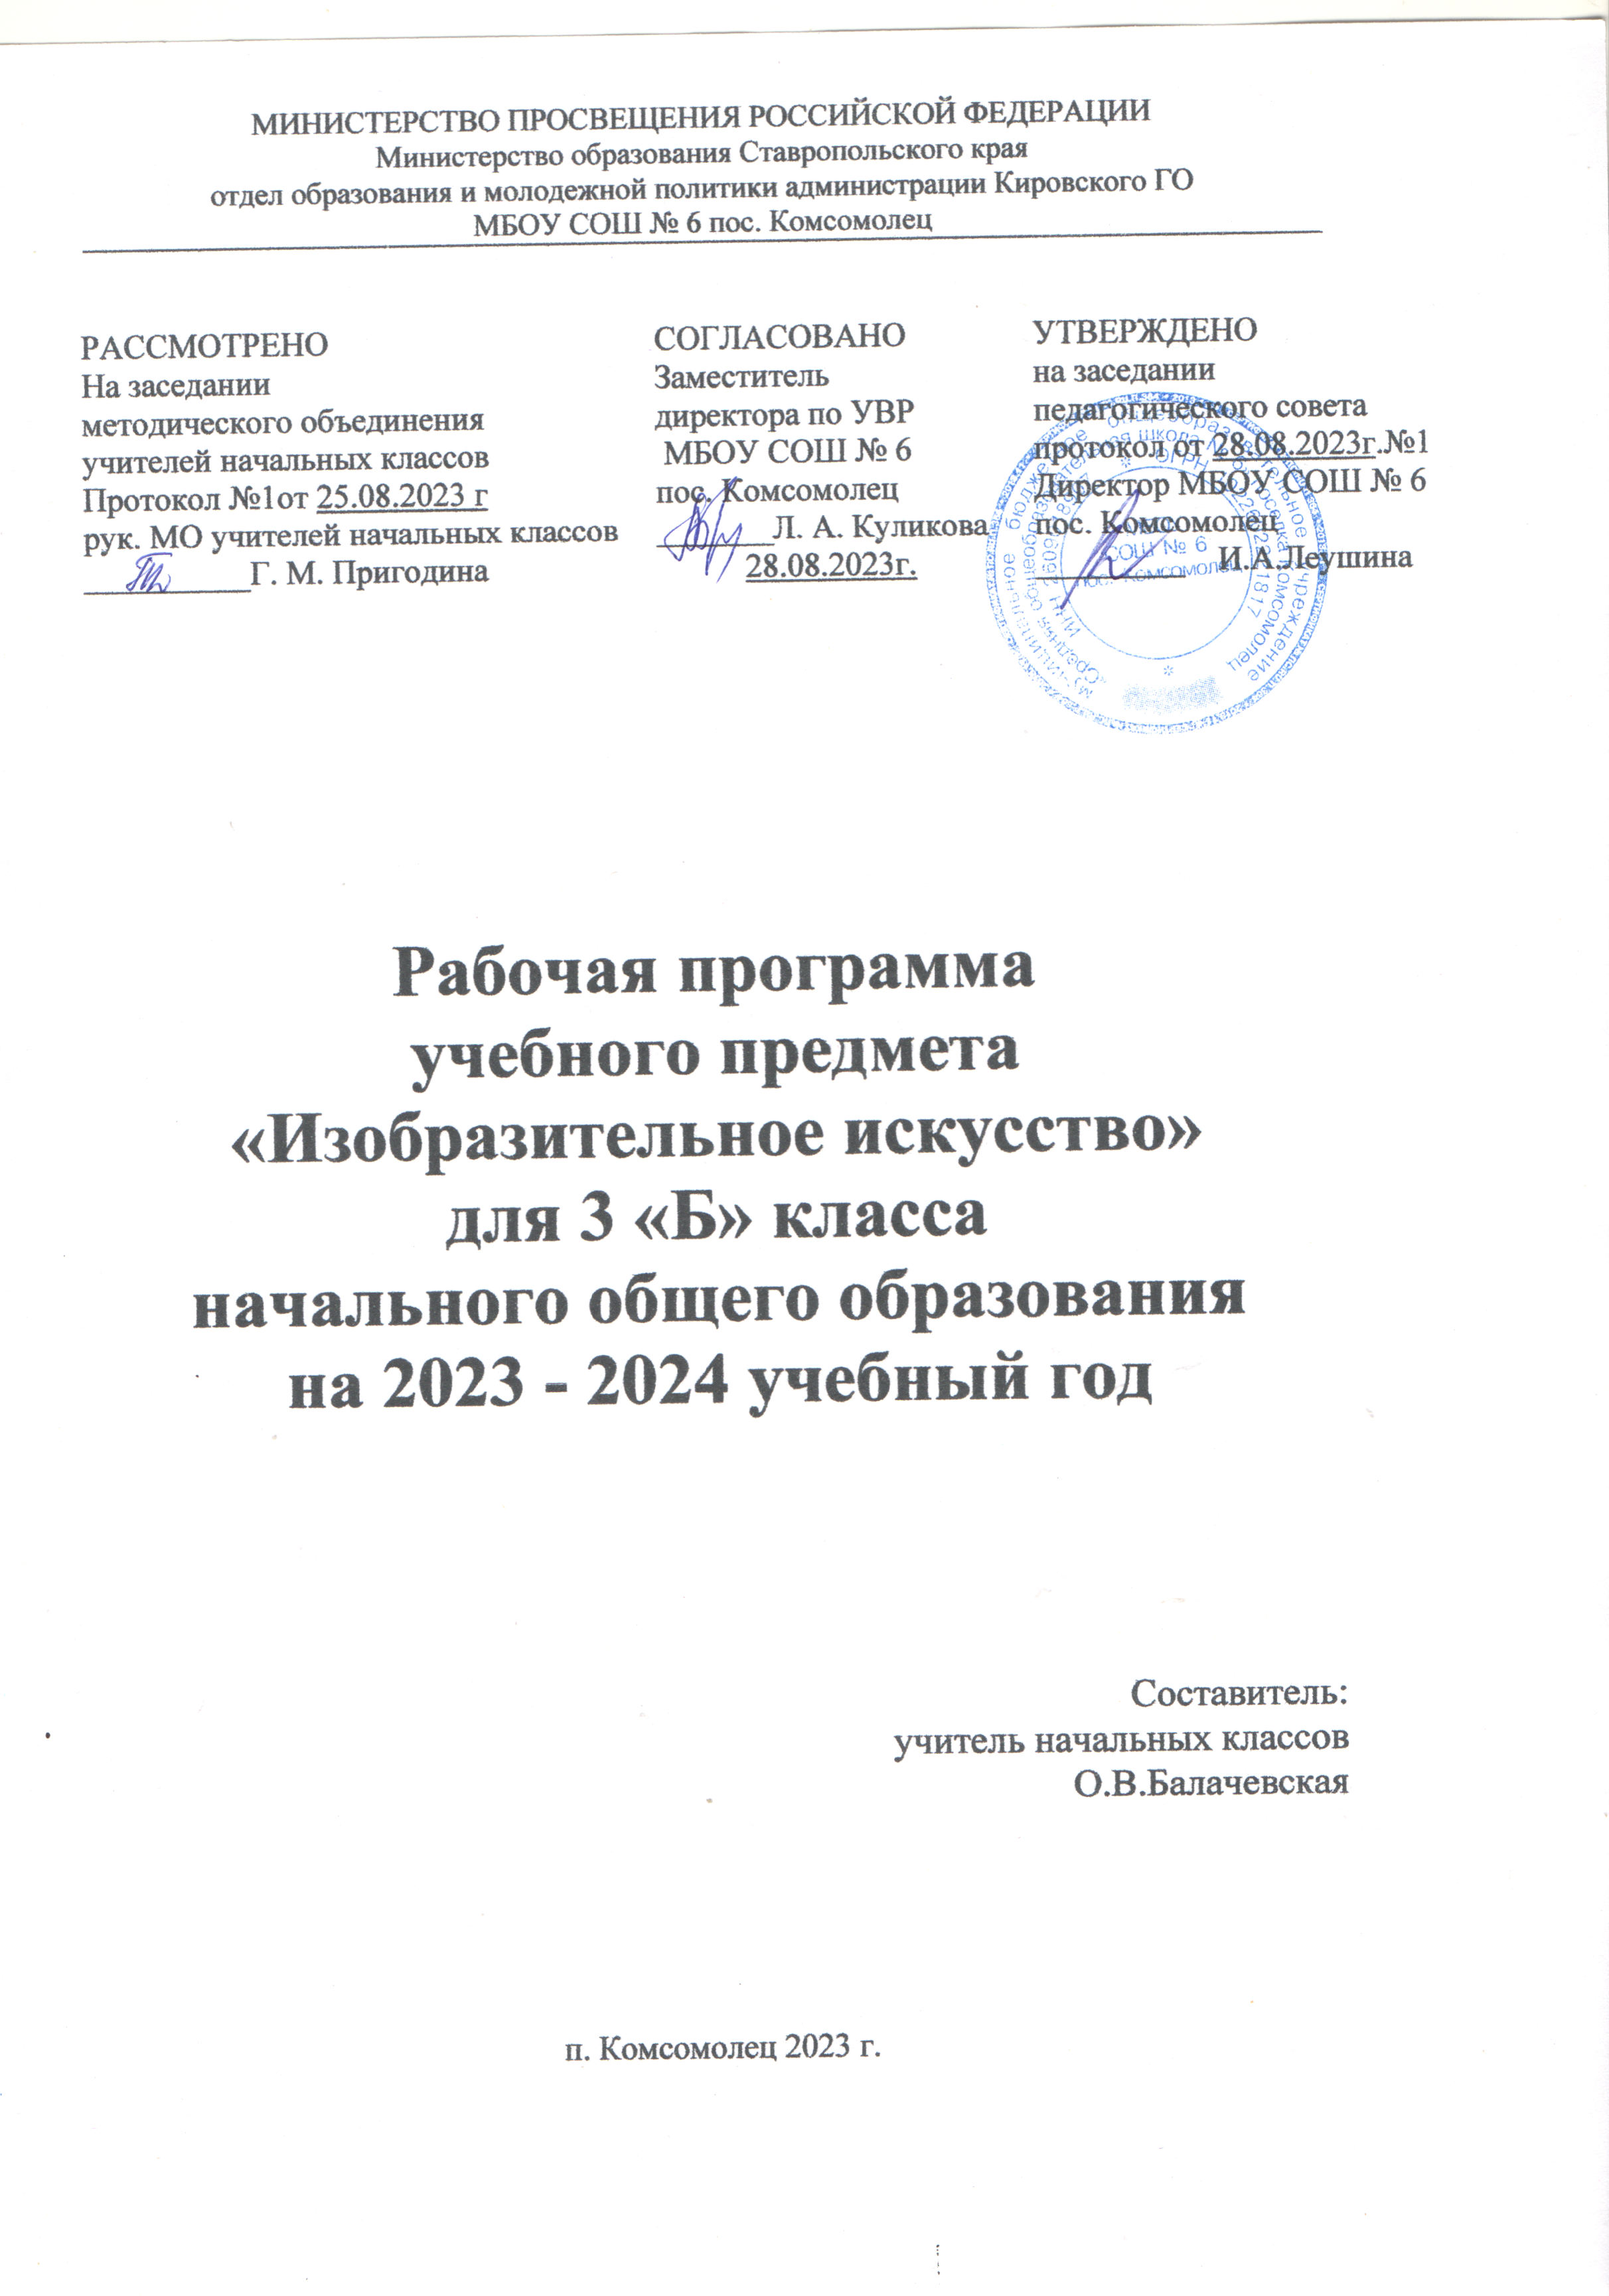 МИНИСТЕРСТВО ПРОСВЕЩЕНИЯ РОССИЙСКОЙ ФЕДЕРАЦИИ
Министерство образования Ставропольского края
отдел образования и молодежной политики администрации Кировского ГО
МБОУ СОШ № 6 пос. Комсомолец
РАССМОТРЕНО
На заседании
методического объединения
учителей начальных классов
Протокол №1от 25.08.2023 г
рук. МО учителей начальных классов
Г. М. Пригодина
СОГЛАСОВАНО
Заместитель
директора по УВР
МБОУ СОШ № 6
пос. Комсомолец
Л. А. Куликова
28.08.2023г.
УТВЕРЖДЕНО
на заседании
педагогического совета
протокол от 28.08.2023г.№1
Директор МБОУ СОШ № 6
пос. Комсомолец
И.А.Леушина
СОШ № 6
пос. Комсомолец
Рабочая программа
учебного предмета
«Изобразительное искусство»
для 3 «Б» класса
начального общего образования
на 2023 - 2024 учебный год
Составитель:
учитель начальных классов
О.В.Балачевская
п. Комсомолец 2023 г.